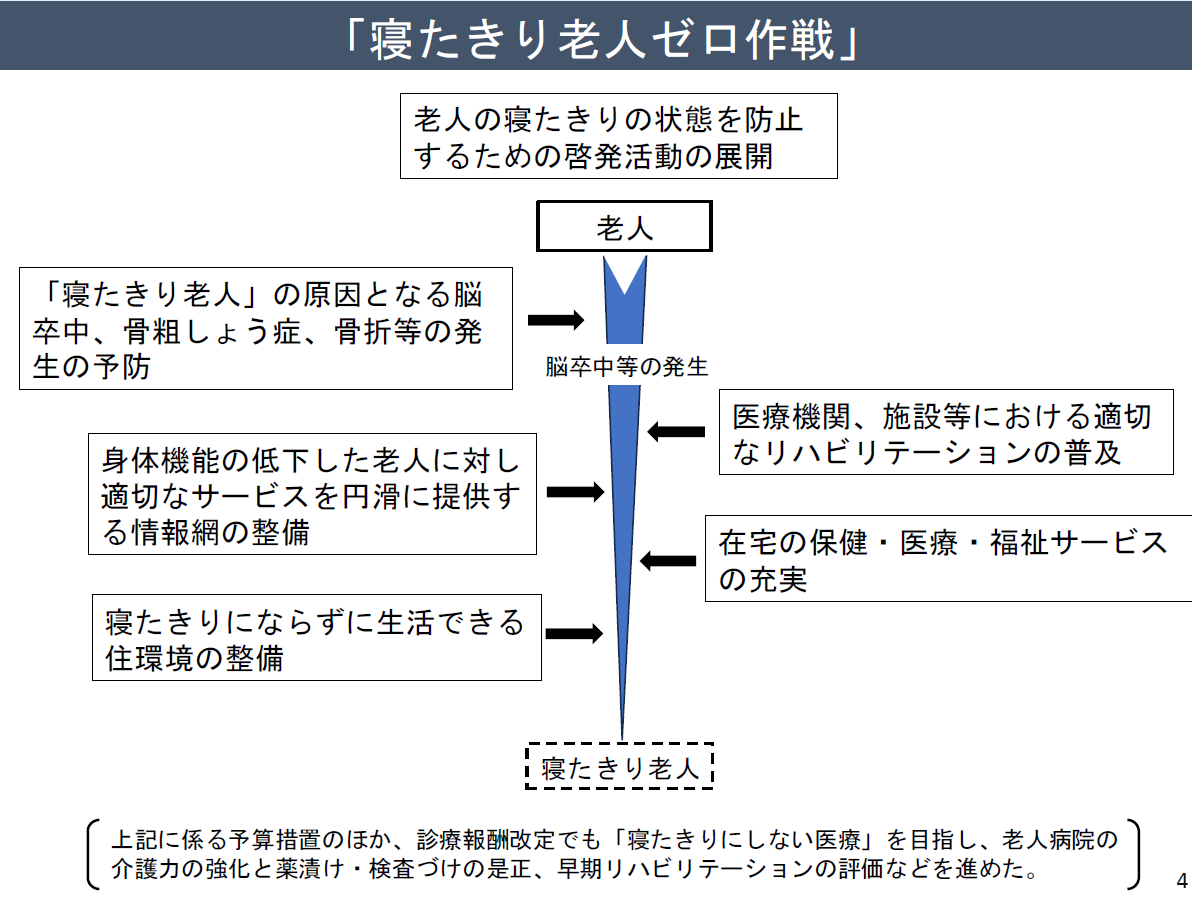 「寝たきり老人ゼロ作戦」
老人の寝たきりの状態を防止
するための啓発活動の展開
老人
「寝たきり老人」の原因となる脳
卒中、骨粗しょう症、骨折等の発
生の予防
脳卒中等の発生
医療機関、施設等における適切
なリハビリテーションの普及
身体機能の低下した老人に対し
適切なサービスを円滑に提供す
る情報網の整備
在宅の保健・医療・福祉サービス
の充実
寝たきりにならずに生活できる
住環境の整備
寝たきり老人
上記に係る予算措置のほか、診療報酬改定でも「寝たきりにしない医療」を目指し、老人病院の
介護力の強化と薬漬け・検査づけの是正、早期リハビリテーションの評価などを進めた。
4